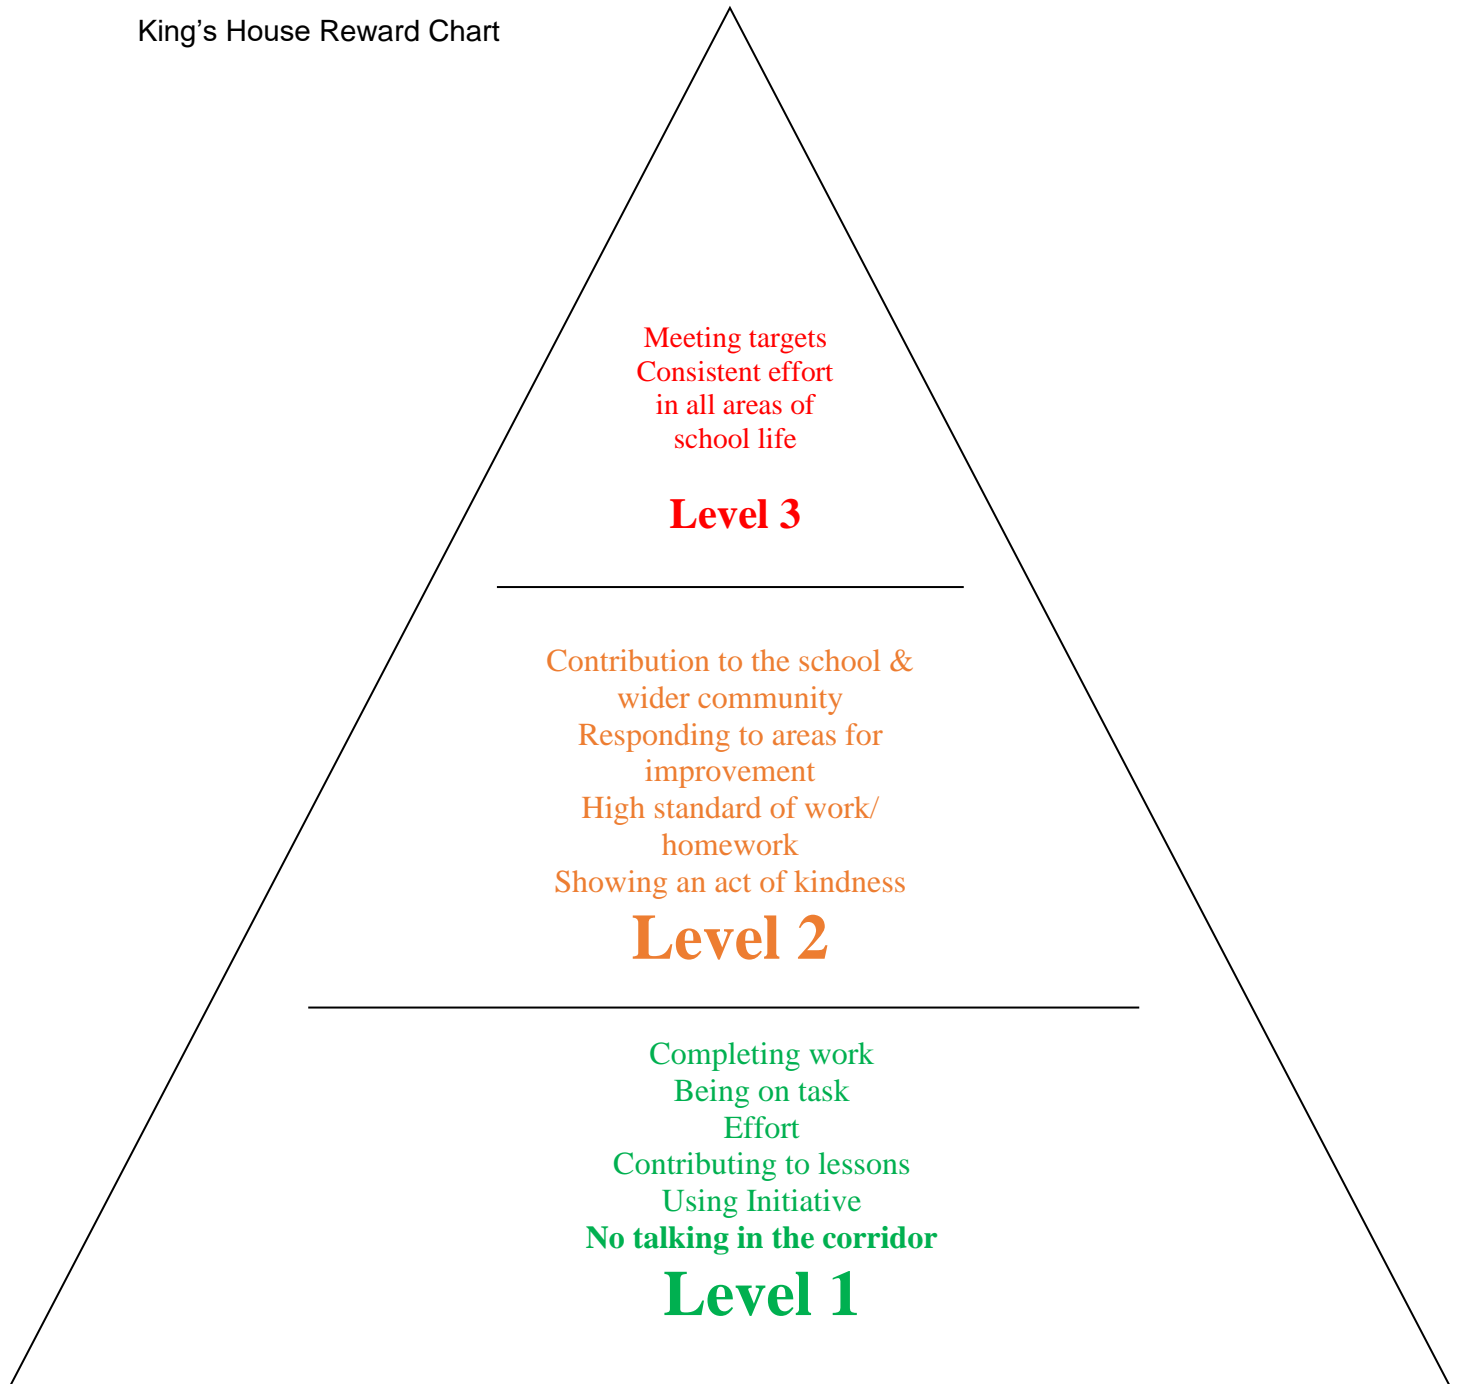 King's House Reward Chart
Meeting targets
Consistent effort
in all areas of
school life
Level 3
Contribution to the school &
wider community
Responding to areas for
improvement
High standard of work/
homework
Showing an act of kindness
Level 2
Completing work
Being on task
Effort
Contributing to lessons
Using Initiative
No talking in the corridor
Level 1